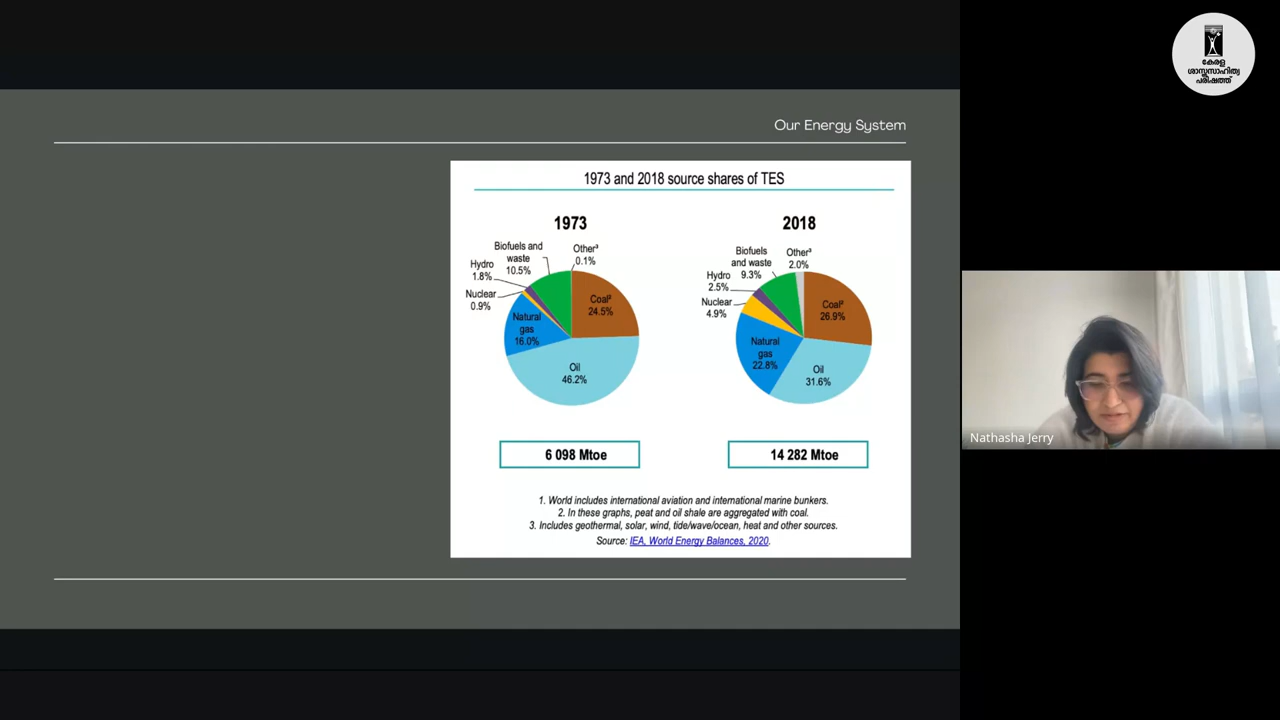 Our Energy System
1973 and 2018 source shares of TES
1973
Other³
0.1%
Biofuels and
waste
10.5%
Hydro
1.8%
Nuclear
0.9%
Natural
gas
16.0%
Coal²
24.5%
Oil
46.2%
6 098 Mtoe
2018
Other³
2.0%
Biofuels
and waste
9.3%
Hydro
2.5%
Nuclear
4.9%
Natural
gas
22.8%
Coal²
26.9%
Oil
31.6%
14 282 Mtoe
1. World includes international aviation and international marine bunkers.
2. In these graphs, peat and oil shale are aggregated with coal.
3. Includes geothermal, solar, wind, tide/wave/ocean, heat and other sources.
Source: IEA, World Energy Balances, 2020.
കേരള
ശാസ്ത്രസാഹിത്യ
പരിഷത്ത്
Nathasha Jerry